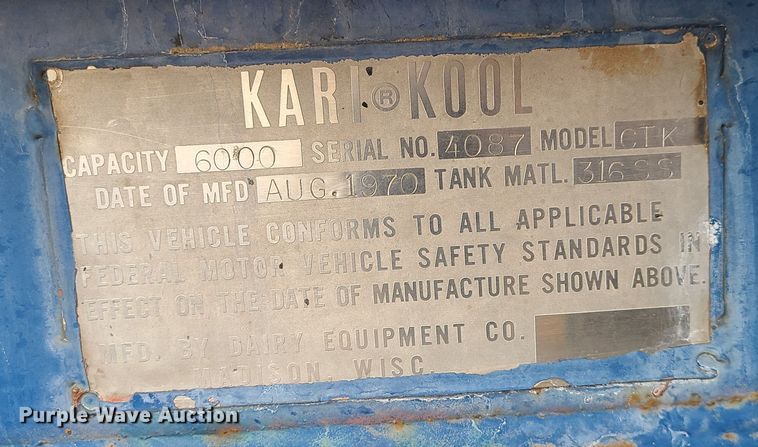 KARI ® KOOL
CAPACITY 6000 SERIAL NO. 4087 MODEL CTK
DATE OF MFD AUG. 1970 TANK MATL. 316 SS
THIS VEHICLE CONFORMS TO ALL APPLICABLE
FEDERAL MOTOR VEHICLE SAFETY STANDARDS IN
EFFECT ON THE DATE OF MANUFACTURE SHOWN ABOVE.
MFD. BY DAIRY EQUIPMENT CO.
MADISON, WISC.
Purple Wave Auction